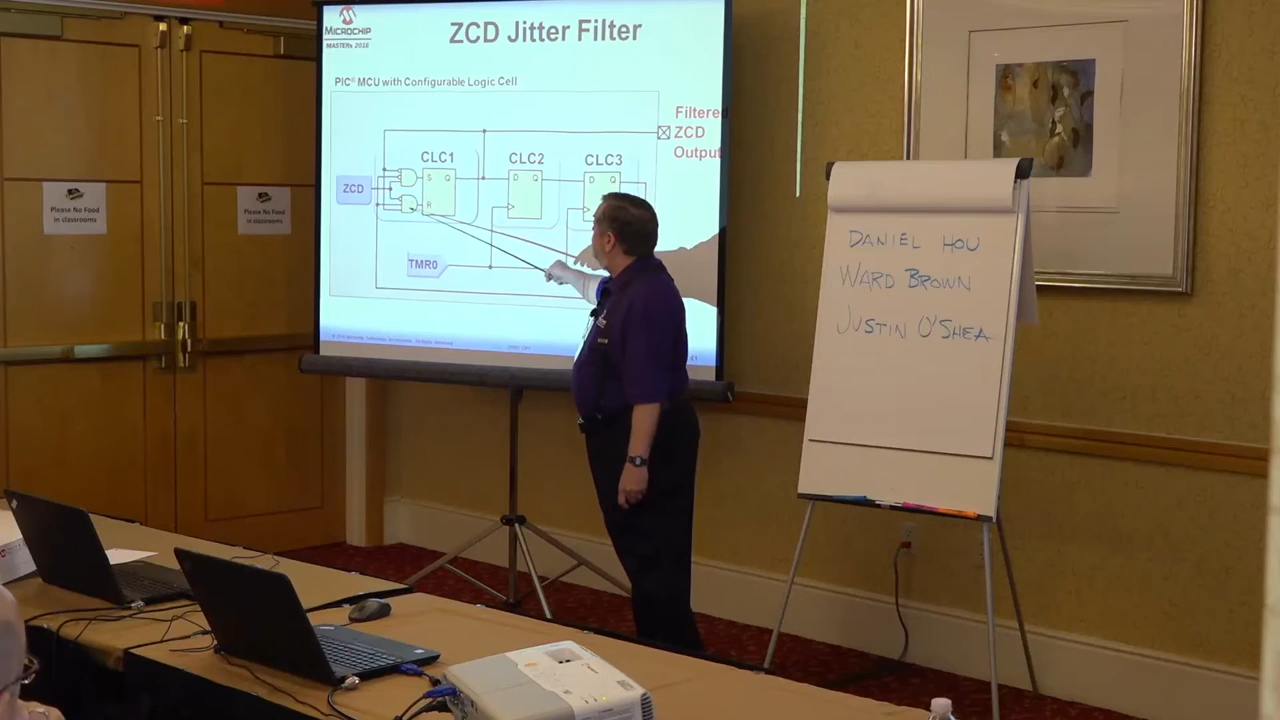 MICROCHIP
MASTERs 2016
ZCD Jitter Filter
PIC® MCU with Configurable Logic Cell
Filtered
ZCD
Output
CLC1
CLC2
CLC3
S Q
R
D Q
D Q
ZCD
TMR0
Please No Food
in classrooms
Please No Food
in classrooms
DANIEL HOU
WARD BROWN
JUSTIN O'SHEA